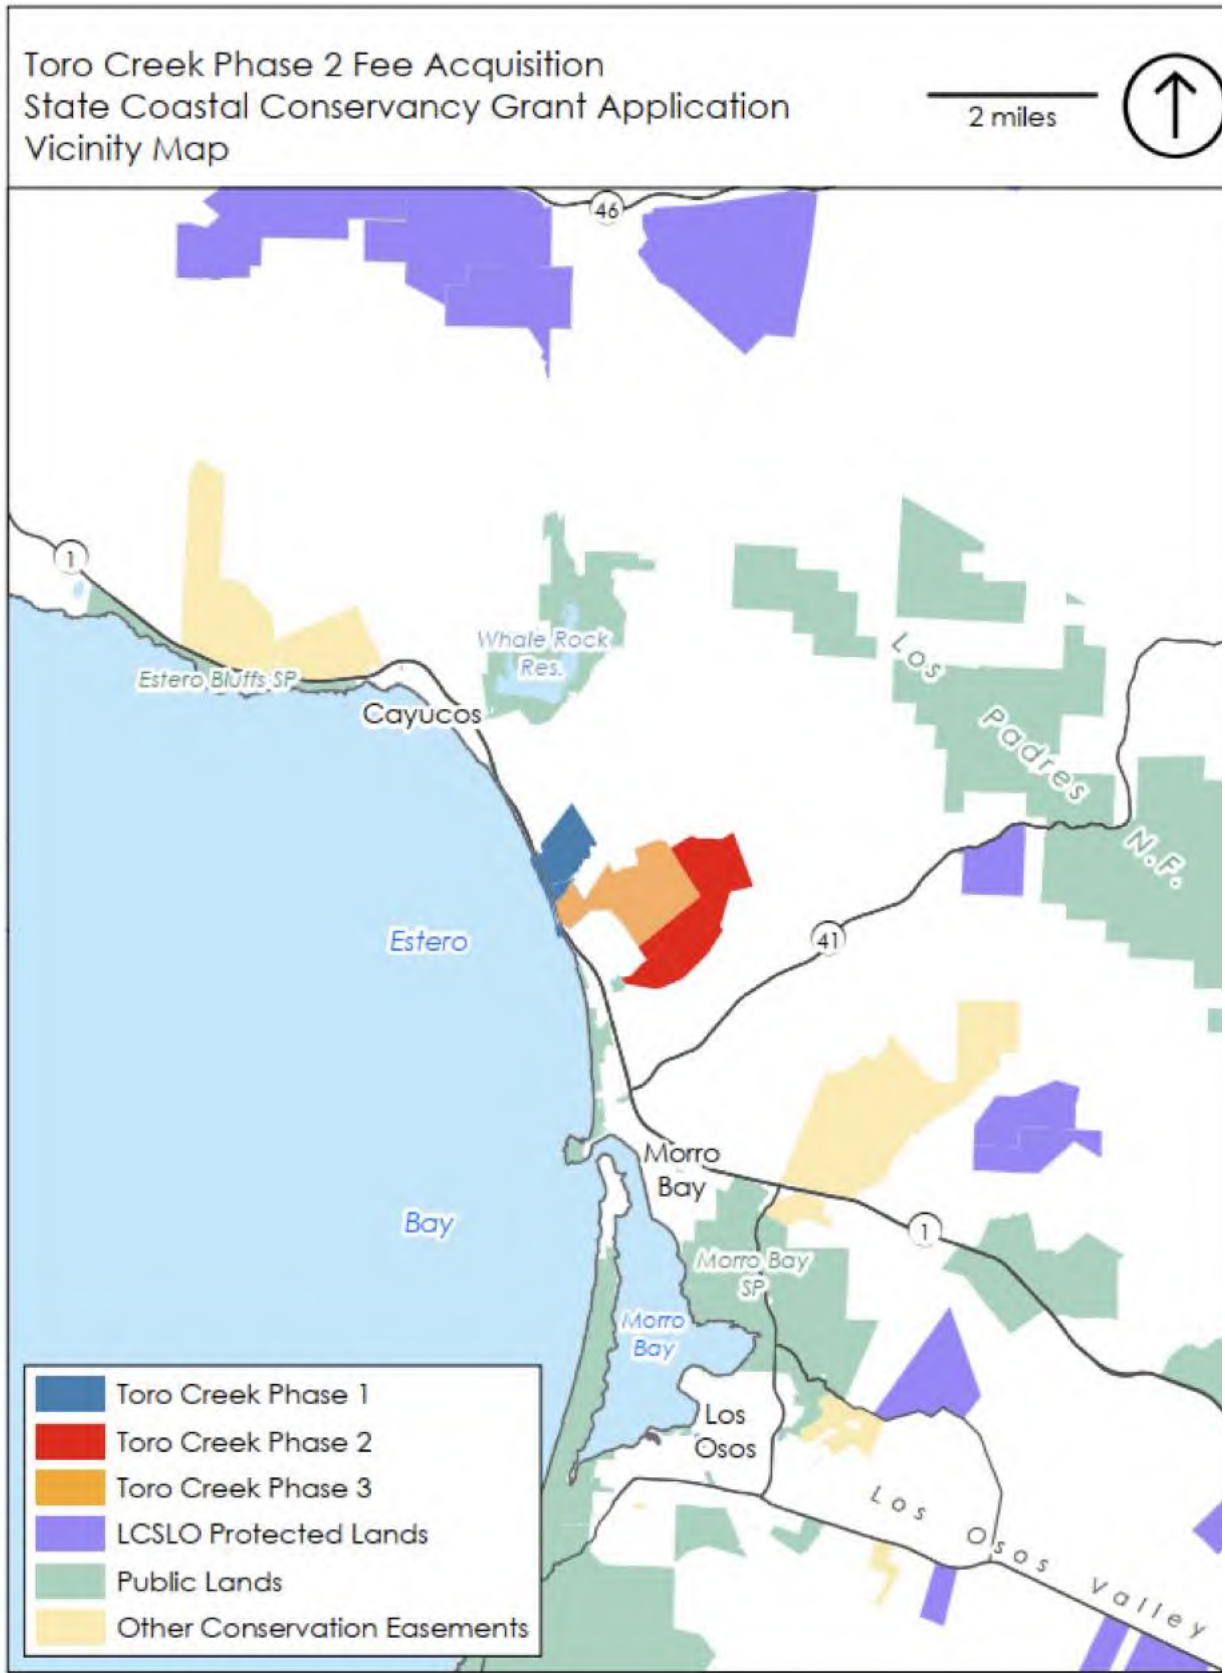 Toro Creek Phase 2 Fee Acquisition
State Coastal Conservancy Grant Application
Vicinity Map
2 miles
46
1
Whale Rock
Res.
Los
Padres
N.F.
Estero Bluffs SP
Cayucos
Estero
41
Morro
Bay
Bay
1
Morro Bay
SP
Morro
Bay
Los
Osos
Los Osos Valley
Toro Creek Phase 1
Toro Creek Phase 2
Toro Creek Phase 3
LCSLO Protected Lands
Public Lands
Other Conservation Easements